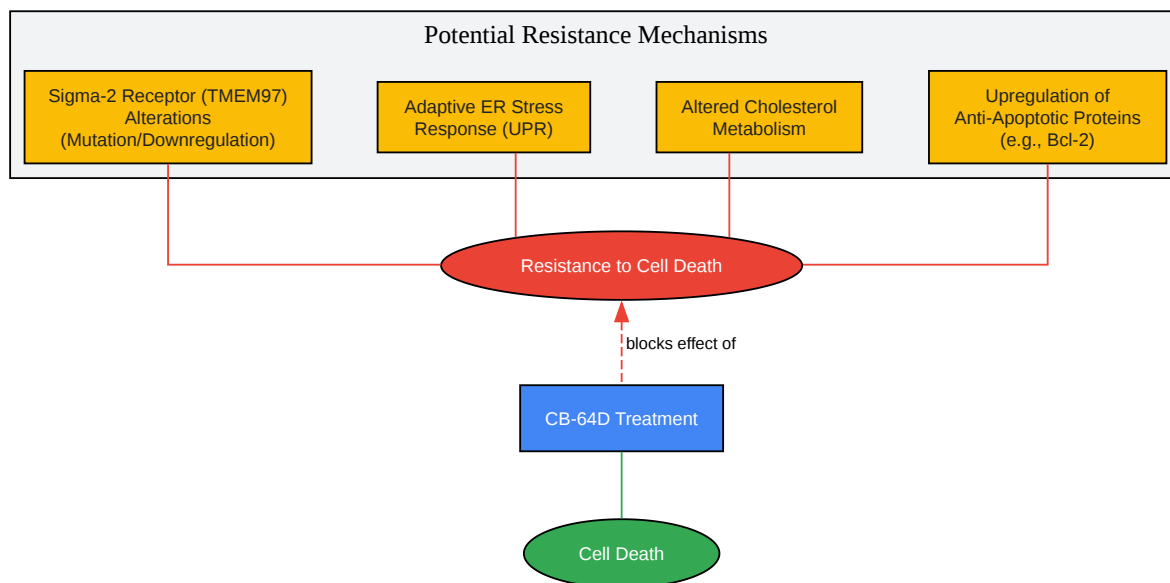 Potential Resistance Mechanisms
Sigma-2 Receptor (TMEM97)
Alterations
(Mutation/Downregulation)
Adaptive ER Stress
Response (UPR)
Altered Cholesterol
Metabolism
Upregulation of
Anti-Apoptotic Proteins
(e.g., Bcl-2)
Resistance to Cell Death
blocks effect of
CB-64D Treatment
Cell Death